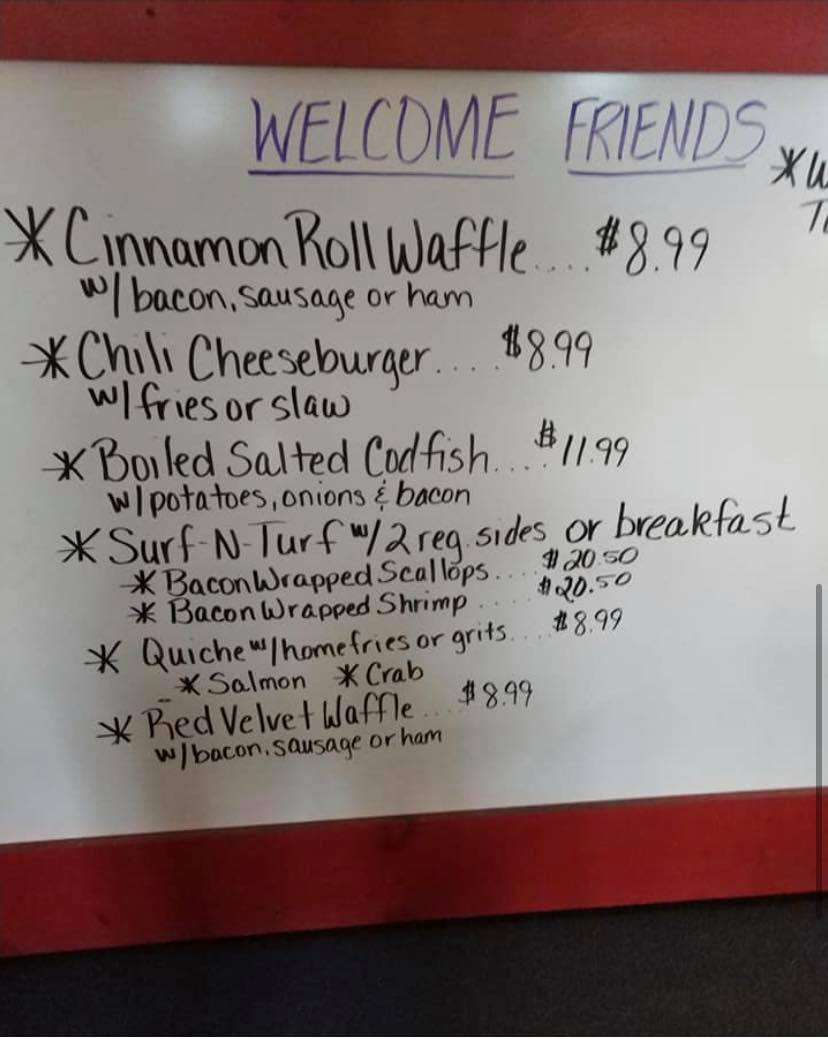 WELCOME FRIENDS
* Cinnamon Roll Waffle.... $8.99
w/ bacon, sausage or ham
* Chili Cheeseburger.... $8.99
w/ fries or slaw
* Boiled Salted Codfish.... $11.99
w/ potatoes, onions & bacon
* Surf-N-Turf w/ 2 reg. sides or breakfast
* Bacon Wrapped Scallops... $20.50
* Bacon Wrapped Shrimp.... $20.50
* Quiche w/ homefries or grits.... $8.99
* Salmon * Crab
* Red Velvet Waffle.... $8.99
w/ bacon, sausage or ham